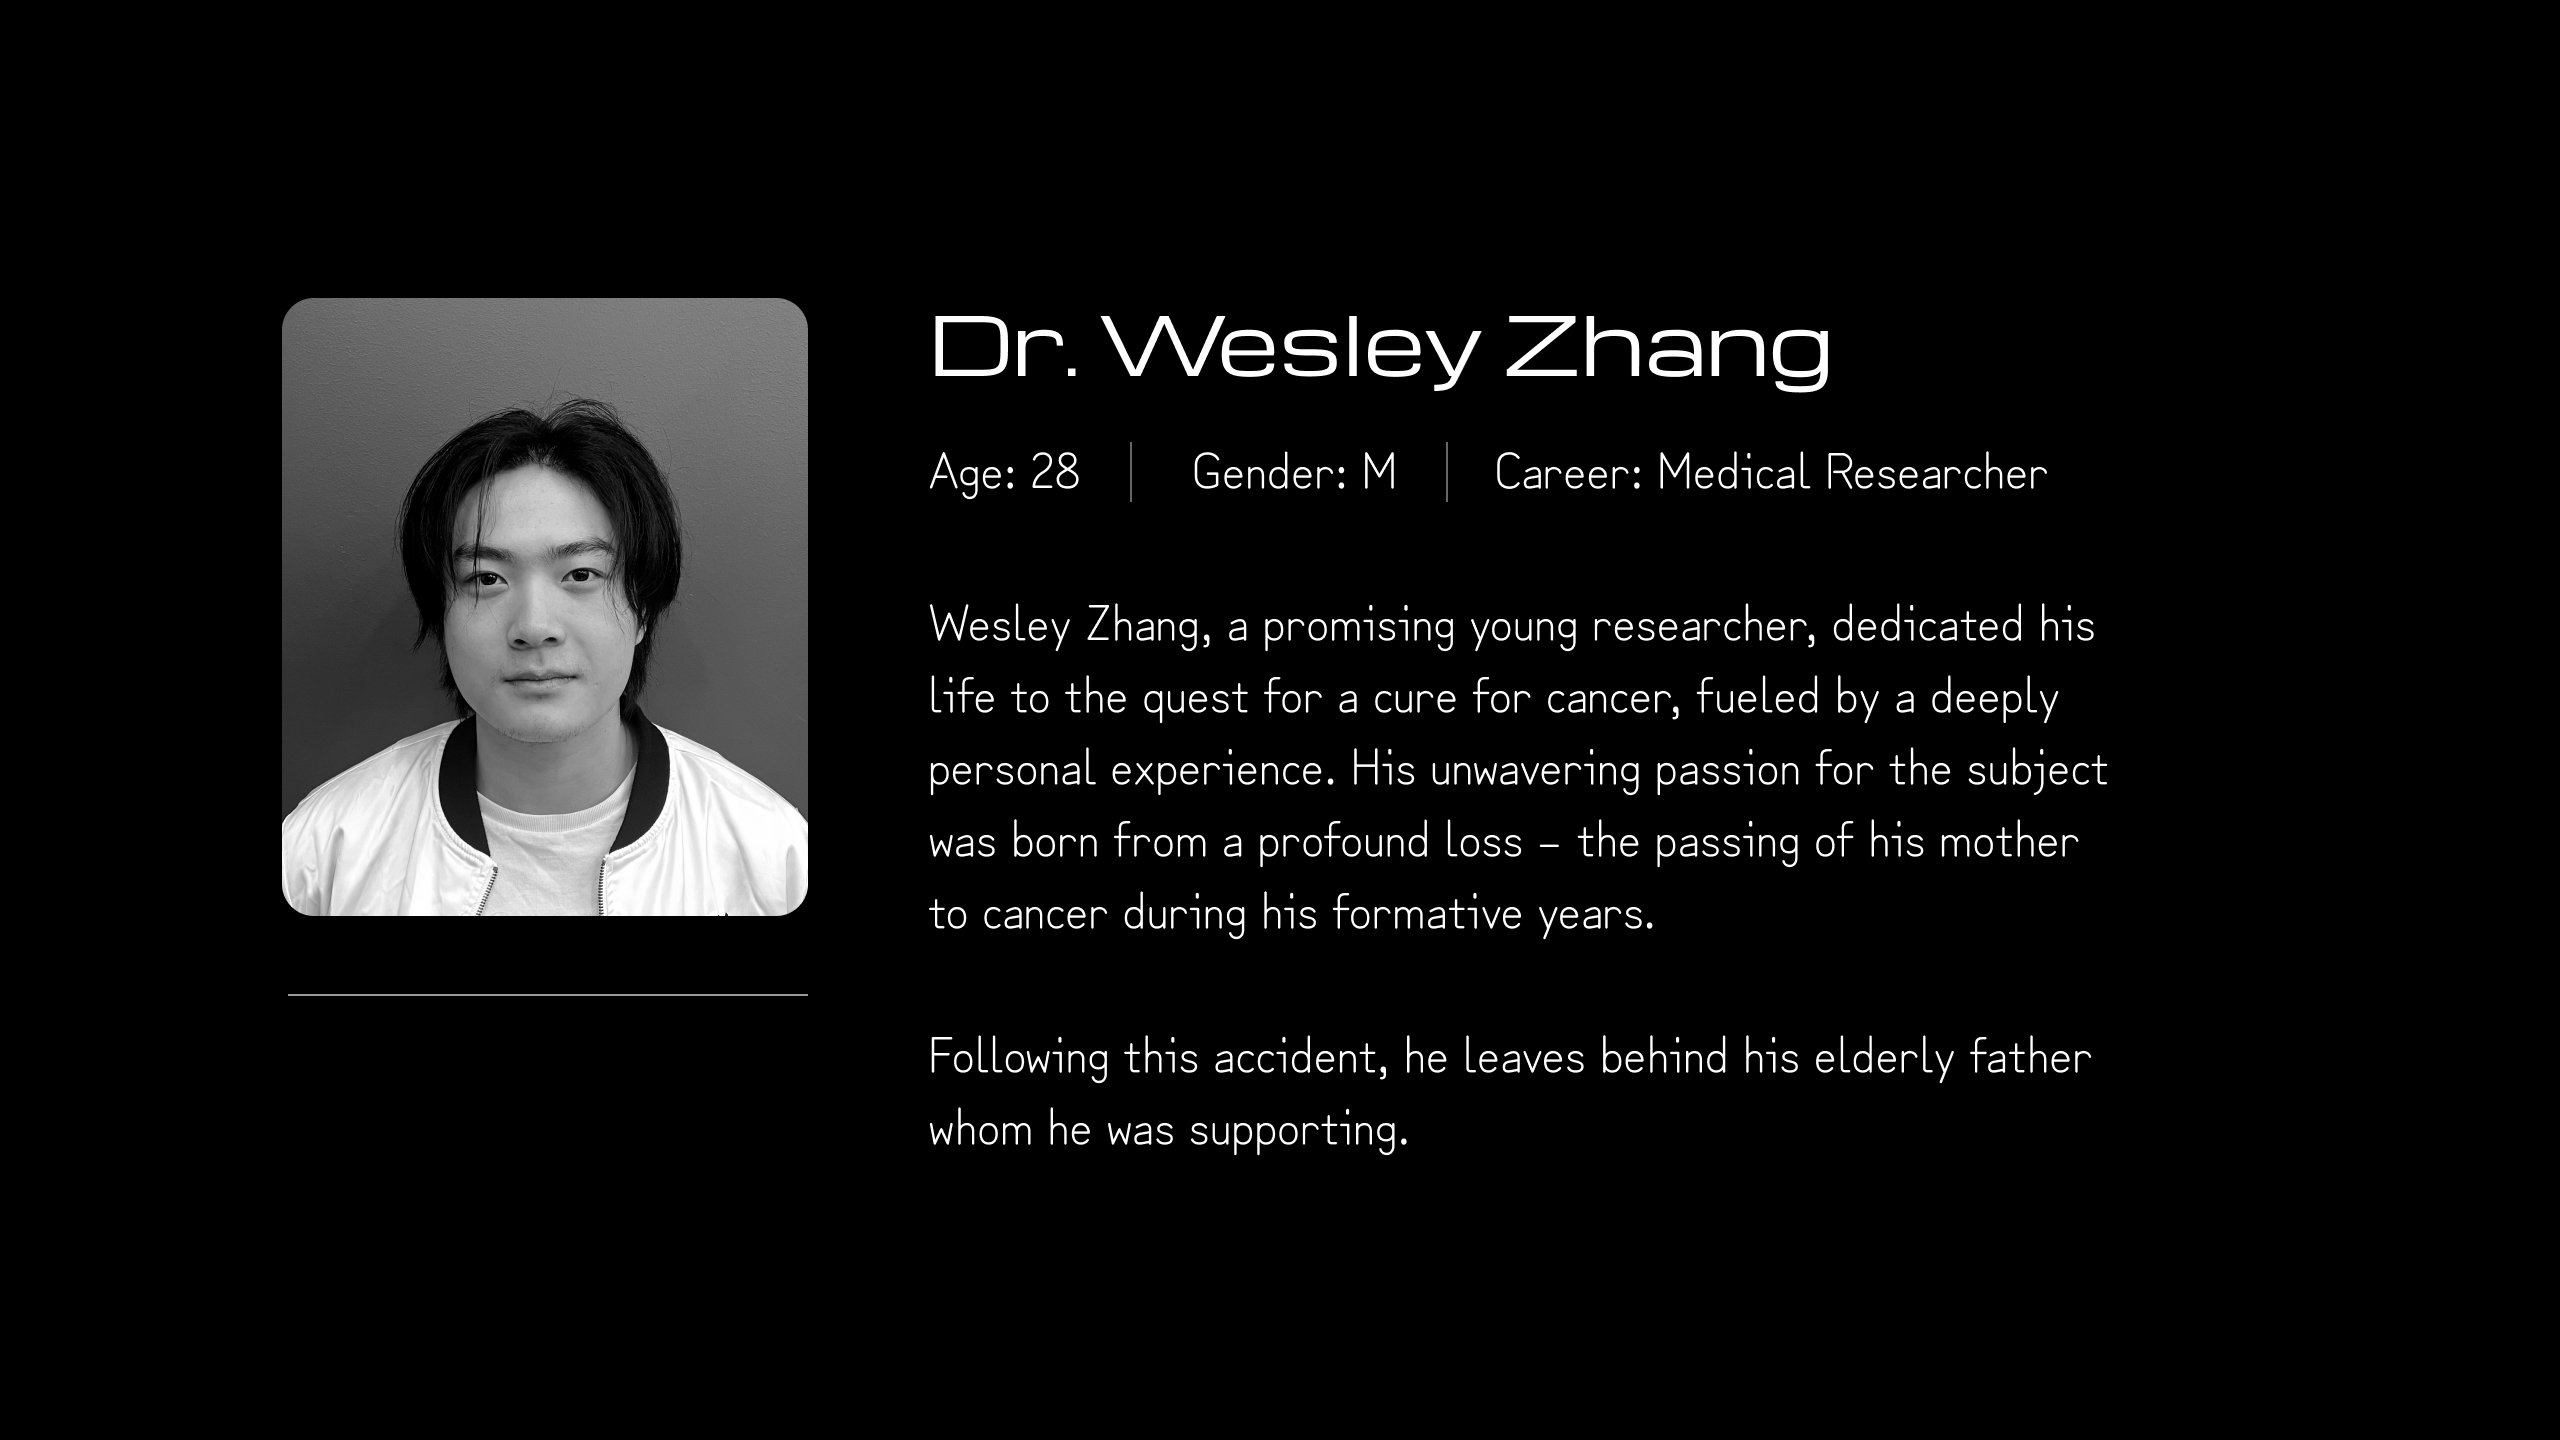 Dr. Wesley Zhang
Age: 28 Gender: M Career: Medical Researcher
Wesley Zhang, a promising young researcher, dedicated his
life to the quest for a cure for cancer, fueled by a deeply
personal experience. His unwavering passion for the subject
was born from a profound loss – the passing of his mother
to cancer during his formative years.
Following this accident, he leaves behind his elderly father
whom he was supporting.